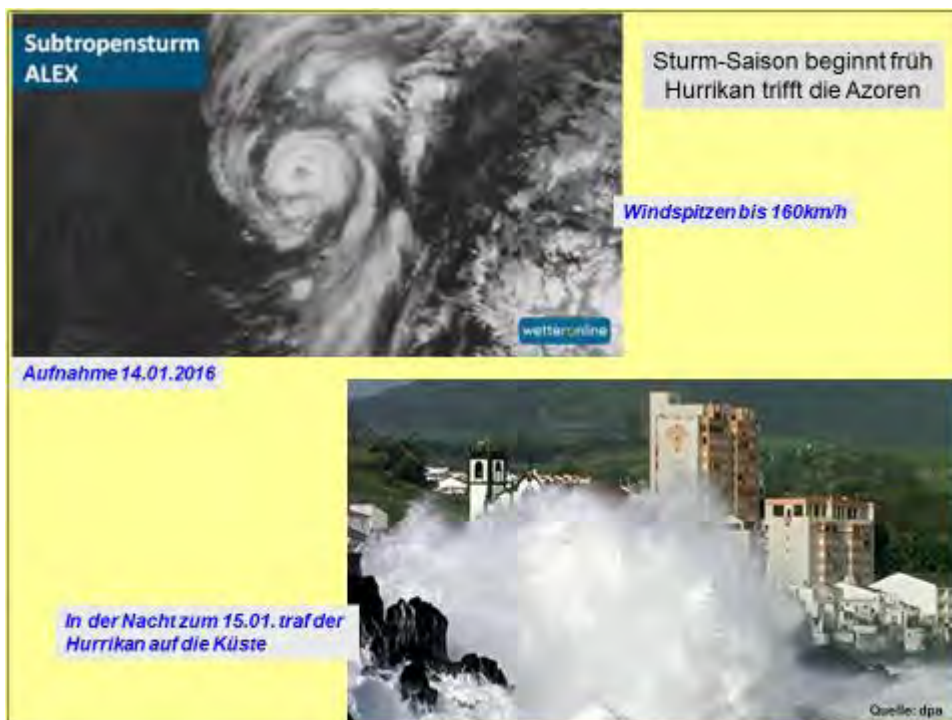 Subtropensturm
ALEX
Sturm-Saison beginnt früh
Hurrikan trifft die Azoren
Windspitzen bis 160km/h
wetteronline
Aufnahme 14.01.2016
In der Nacht zum 15.01. traf der
Hurrikan auf die Küste
Quelle: dpa